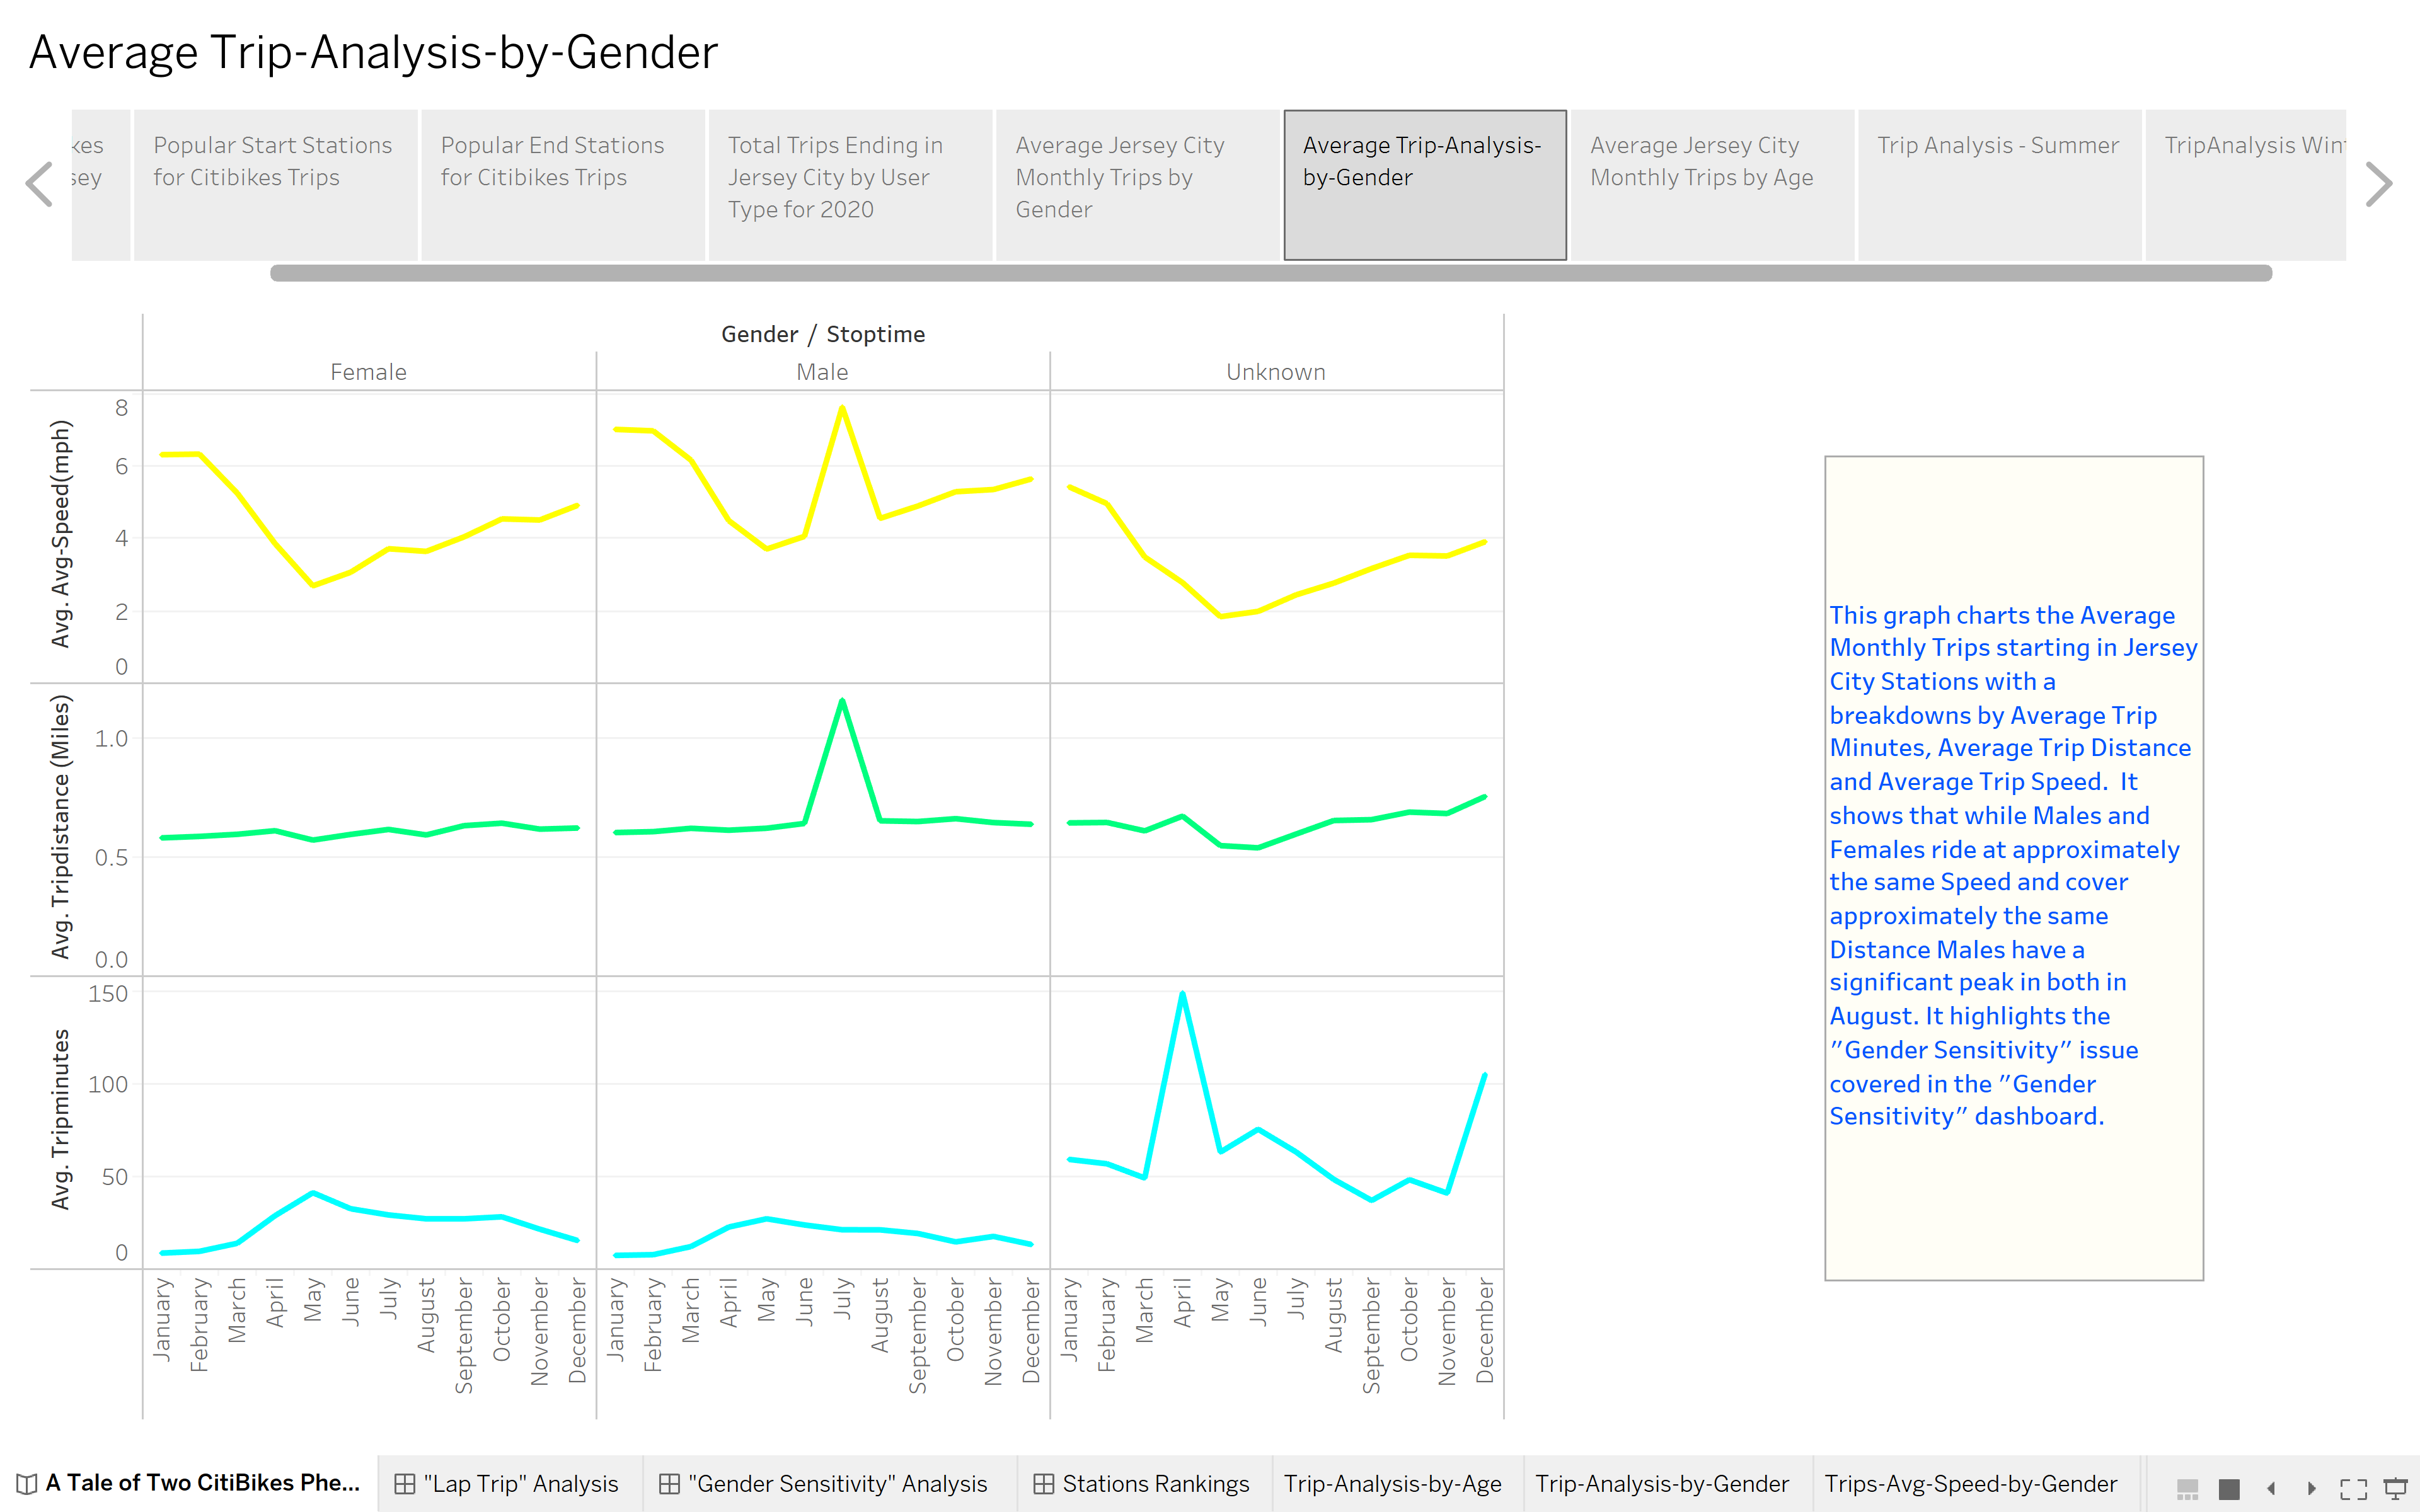 Average Trip-Analysis-by-Gender
kes
sey
Popular Start Stations
for Citibikes Trips
Popular End Stations
for Citibikes Trips
Total Trips Ending in
Jersey City by User
Type for 2020
Average Jersey City
Monthly Trips by
Gender
Average Trip-Analysis-
by-Gender
Average Jersey City
Monthly Trips by Age
Trip Analysis - Summer
TripAnalysis Win
Gender / Stoptime
Female
Male
Unknown
Avg. Avg-Speed(mph)
8
6
4
2
0
Avg. Tripdistance (Miles)
1.0
0.5
0.0
Avg. Tripminutes
150
100
50
0
January
February
March
April
May
June
July
August
September
October
November
December
January
February
March
April
May
June
July
August
September
October
November
December
January
February
March
April
May
June
July
August
September
October
November
December
This graph charts the Average
Monthly Trips starting in Jersey
City Stations with a
breakdowns by Average Trip
Minutes, Average Trip Distance
and Average Trip Speed.  It
shows that while Males and
Females ride at approximately
the same Speed and cover
approximately the same
Distance Males have a
significant peak in both in
August. It highlights the
"Gender Sensitivity" issue
covered in the "Gender
Sensitivity" dashboard.
A Tale of Two CitiBikes Phe...
"Lap Trip" Analysis
"Gender Sensitivity" Analysis
Stations Rankings
Trip-Analysis-by-Age
Trip-Analysis-by-Gender
Trips-Avg-Speed-by-Gender